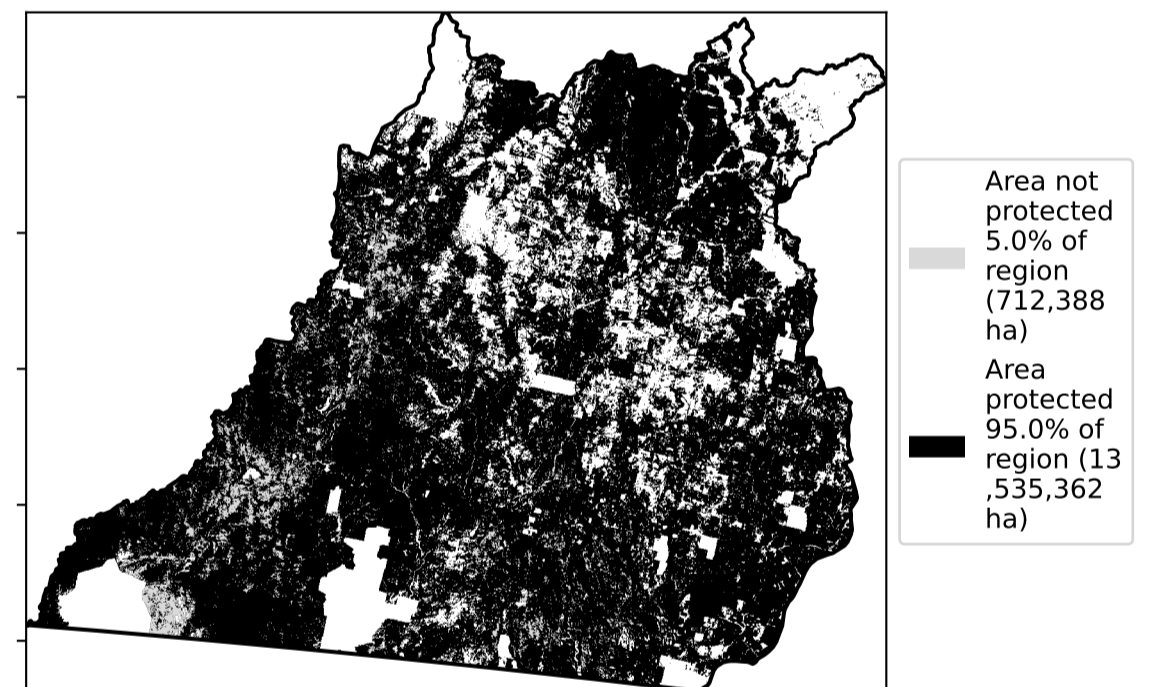 Area not
protected
5.0% of
region
(712,388
ha)
Area
protected
95.0% of
region (13
,535,362
ha)